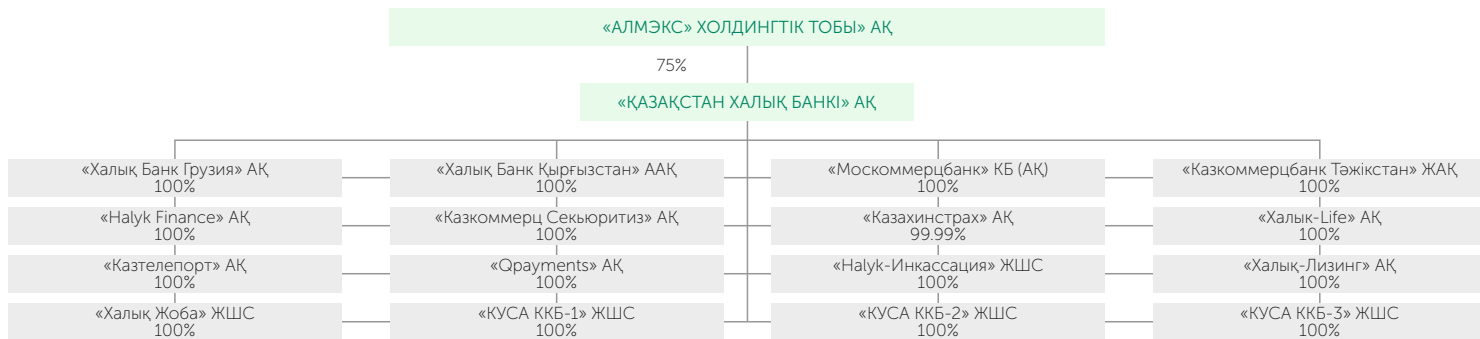 «АЛМЭКС» ХОЛДИНГТІК ТОБЫ» АҚ
75%
«ҚАЗАҚСТАН ХАЛЫҚ БАНКІ» АҚ
«Халық Банк Грузия» АҚ
100%
«Халық Банк Қырғызстан» ААҚ
100%
«Москоммерцбанк» КБ (АҚ)
100%
«Казкоммерцбанк Тәжікстан» ЖАҚ
100%
«Halyk Finance» АҚ
100%
«Казкоммерц Секьюритиз» АҚ
100%
«Казахинстрах» АҚ
99.99%
«Халык-Life» АҚ
100%
«Казтелепорт» АҚ
100%
«Qpayments» АҚ
100%
«Halyk-Инкассация» ЖШС
100%
«Халық-Лизинг» АҚ
100%
«Халық Жоба» ЖШС
100%
«КУСА ККБ-1» ЖШС
100%
«КУСА ККБ-2» ЖШС
100%
«КУСА ККБ-3» ЖШС
100%